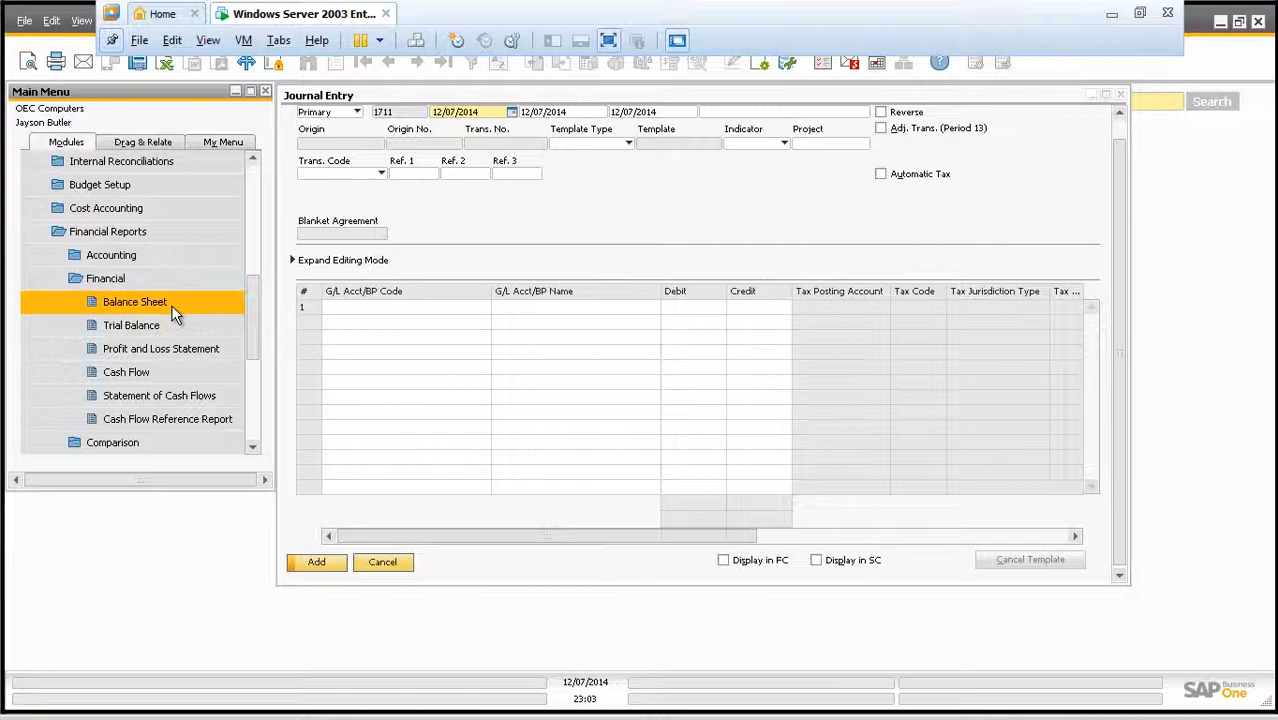 File Edit View
Home
Windows Server 2003 Ent...
File Edit View VM Tabs Help
Main Menu
OEC Computers
Jayson Butler
Modules Drag & Relate My Menu
Internal Reconciliations
Budget Setup
Cost Accounting
Financial Reports
Accounting
Financial
Balance Sheet
Trial Balance
Profit and Loss Statement
Cash Flow
Statement of Cash Flows
Cash Flow Reference Report
Comparison
Search
Journal Entry
Primary 1711 12/07/2014 12/07/2014 12/07/2014 Reverse
Origin Origin No. Trans. No. Template Type Template Indicator Project Adj. Trans. (Period 13)
Trans. Code Ref. 1 Ref. 2 Ref. 3
Automatic Tax
Blanket Agreement
Expand Editing Mode
# G/L Acct/BP Code G/L Acct/BP Name Debit Credit Tax Posting Account Tax Code Tax Jurisdiction Type Tax ...
1
Add Cancel Display in FC Display in SC Cancel Template
12/07/2014
23:03
SAP Business One